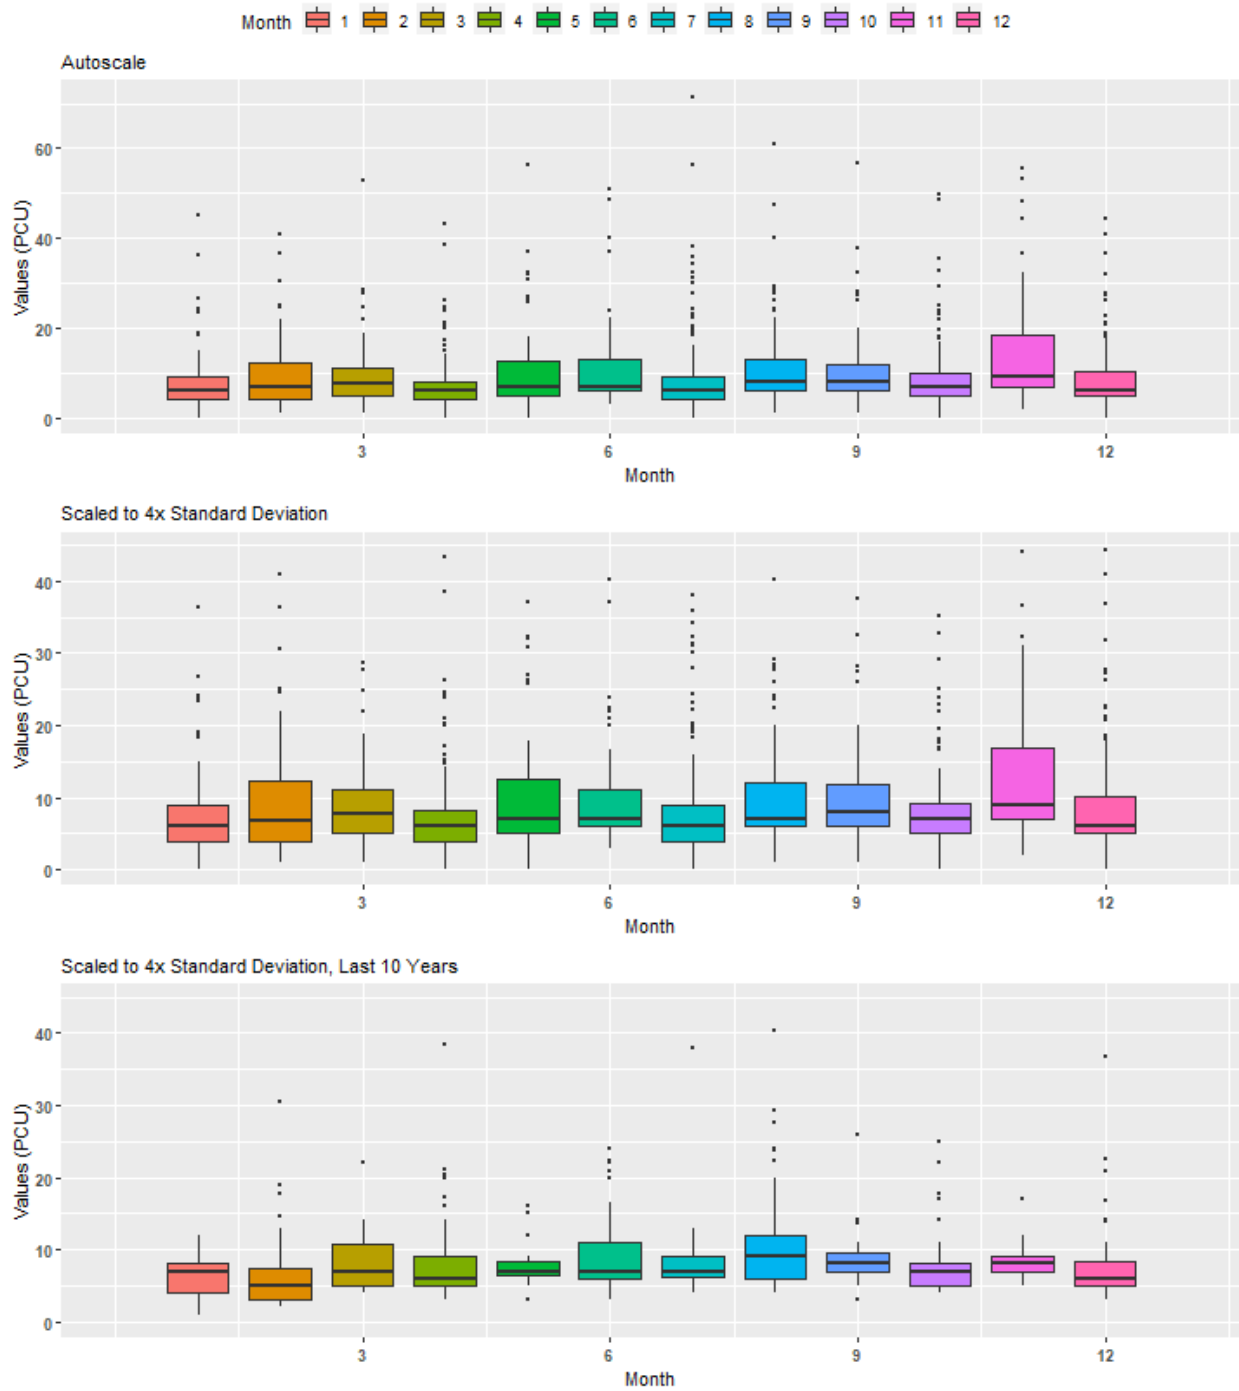 Month 1 2 3 4 5 6 7 8 9 10 11 12
Autoscale
Values (PCU)
60
40
20
0
3 6 9 12
Month
Scaled to 4x Standard Deviation
Values (PCU)
40
30
20
10
0
3 6 9 12
Month
Scaled to 4x Standard Deviation, Last 10 Years
Values (PCU)
40
30
20
10
0
3 6 9 12
Month